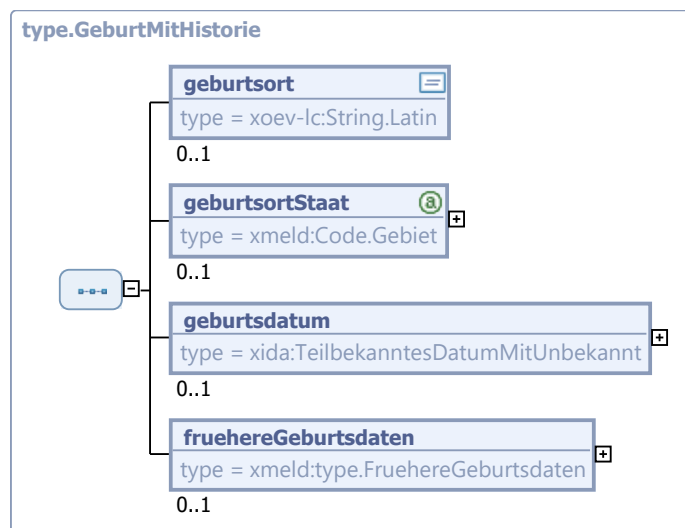 type.GeburtMitHistorie
geburtsort
type = xoev-lc:String.Latin
0..1
geburtsortStaat
type = xmeld:Code.Gebiet
0..1
geburtsdatum
type = xida:TeilbekanntesDatumMitUnbekannt
0..1
fruehereGeburtsdaten
type = xmeld:type.FruehereGeburtsdaten
0..1